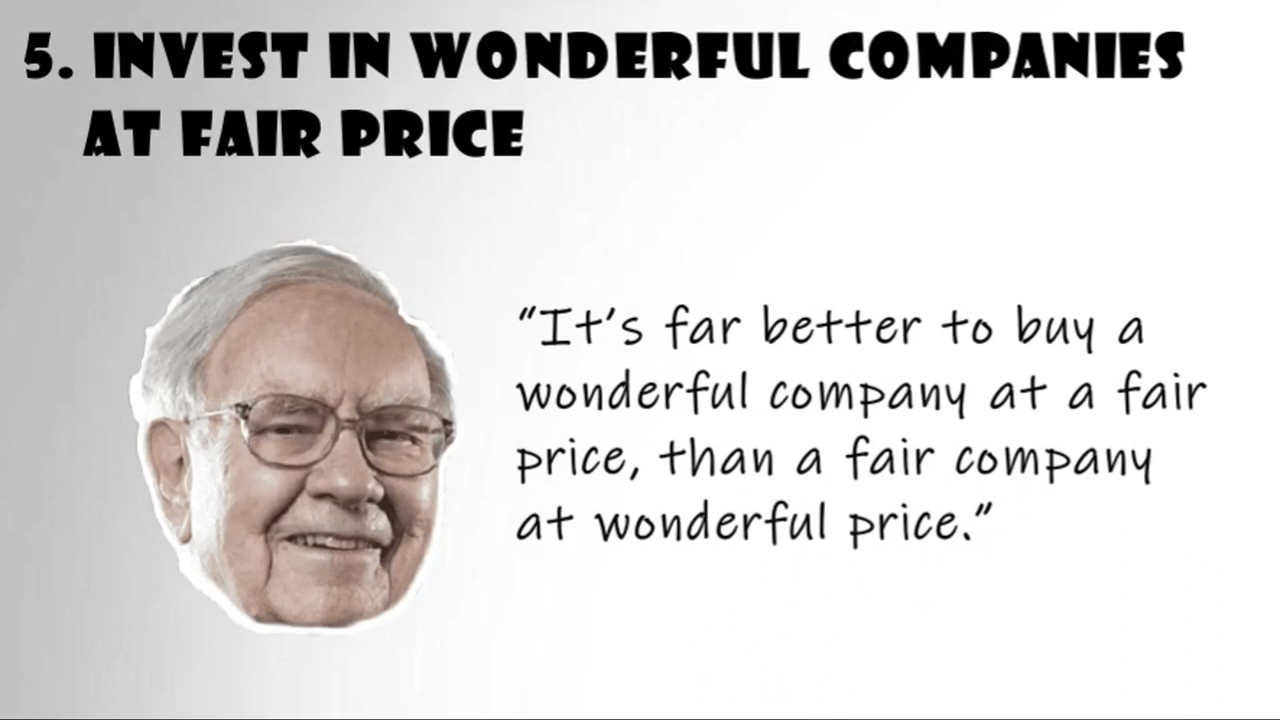 5. INVEST IN WONDERFUL COMPANIES
AT FAIR PRICE
“It’s far better to buy a
wonderful company at a fair
price, than a fair company
at wonderful price.”